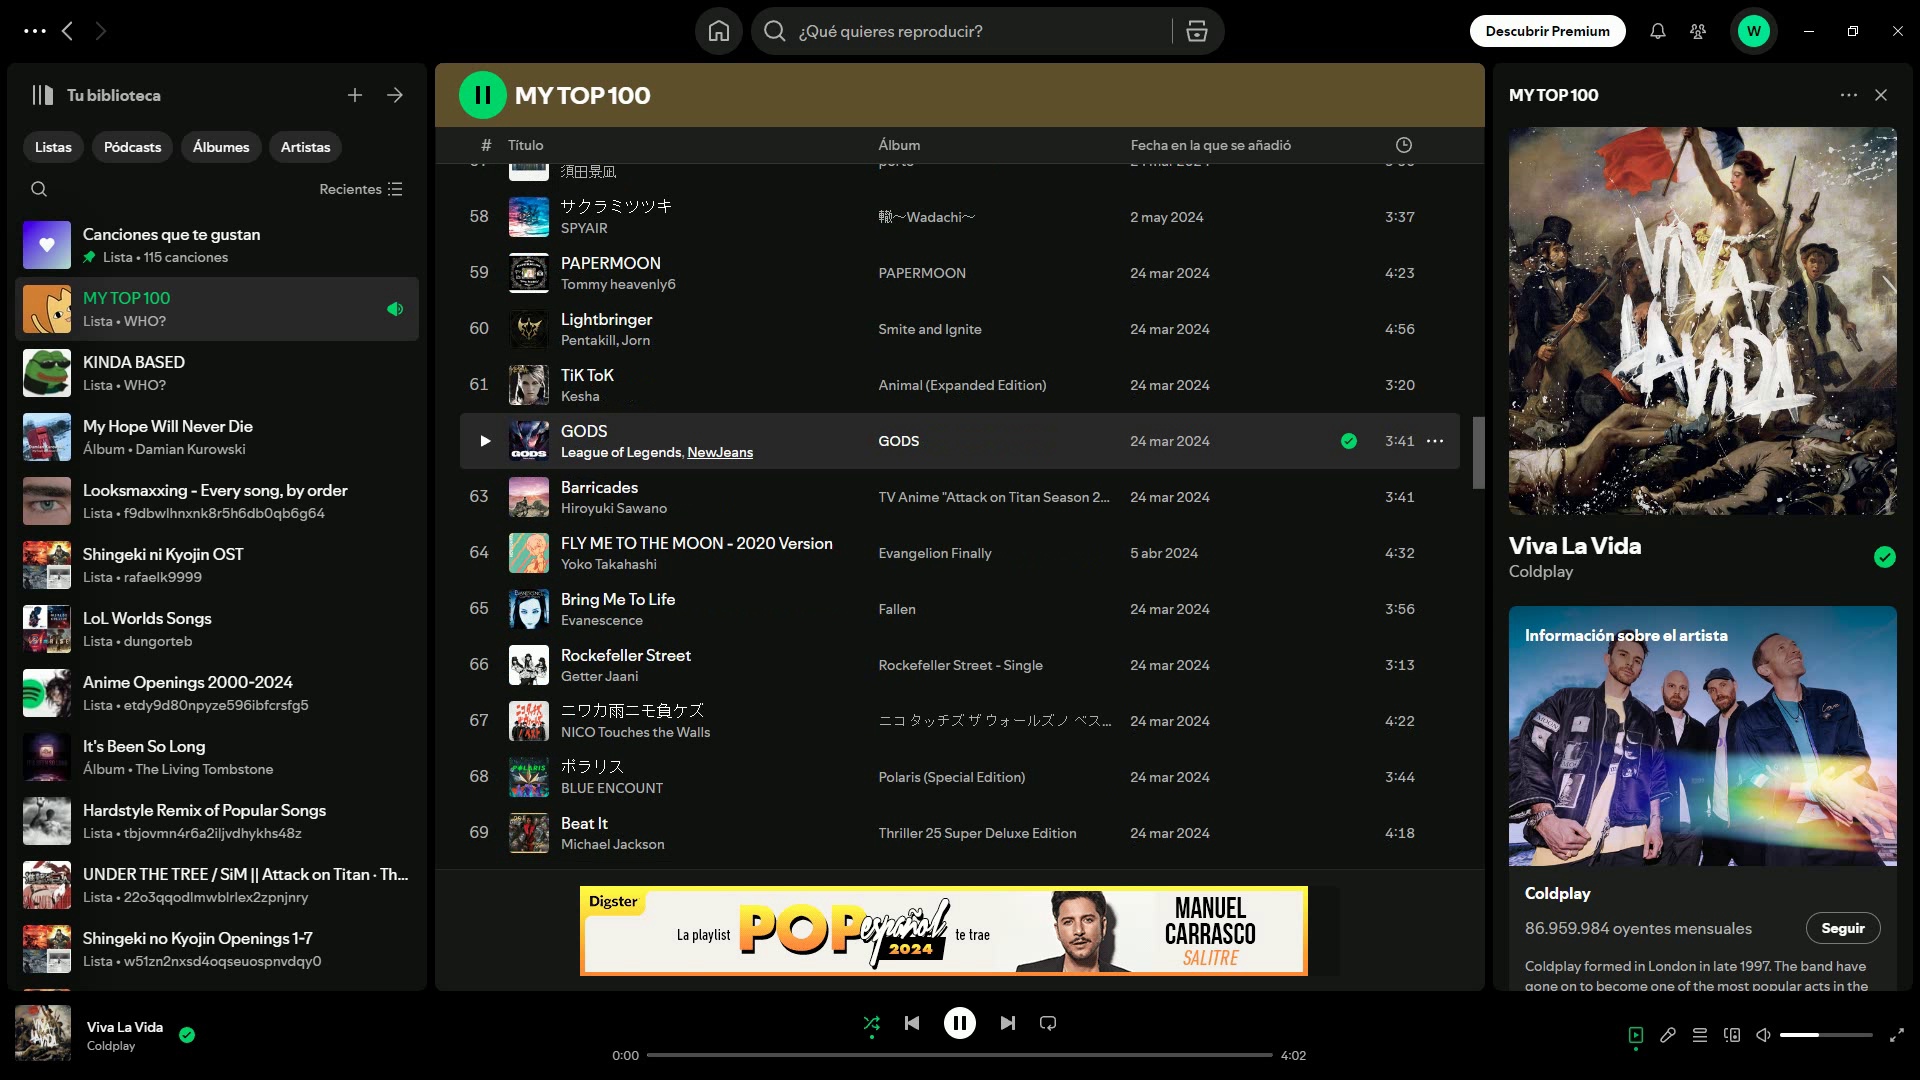 ¿Qué quieres reproducir?
Descubrir Premium
W
Tu biblioteca
Listas
Pódcasts
Álbumes
Artistas
Recientes
Canciones que te gustan
Lista • 115 canciones
MY TOP 100
Lista • WHO?
KINDA BASED
Lista • WHO?
My Hope Will Never Die
Álbum • Damian Kurowski
Looksmaxxing - Every song, by order
Lista • f9dbwlhnxnk8r5h6db0qb6g64
Shingeki ni Kyojin OST
Lista • rafaelk9999
LoL Worlds Songs
Lista • dungorteb
Anime Openings 2000-2024
Lista • etdy9d80npyze596ibfcrsfg5
It's Been So Long
Álbum • The Living Tombstone
Hardstyle Remix of Popular Songs
Lista • tbjovmn4r6a2iljvdhykhs48z
UNDER THE TREE / SiM || Attack on Titan · Th...
Lista • 22o3qqodlmwblrlex2zpnjnry
Shingeki no Kyojin Openings 1-7
Lista • w51zn2nxsd4oqseuospnvdqy0
MY TOP 100
# Título Álbum Fecha en la que se añadió
須田景凪
58 サクラミツツキ 轍～Wadachi～ 2 may 2024 3:37
SPYAIR
59 PAPERMOON PAPERMOON 24 mar 2024 4:23
Tommy heavenly6
60 Lightbringer Smite and Ignite 24 mar 2024 4:56
Pentakill, Jorn
61 TiK ToK Animal (Expanded Edition) 24 mar 2024 3:20
Kesha
GODS GODS 24 mar 2024 3:41
League of Legends, NewJeans
63 Barricades TV Anime "Attack on Titan Season 2... 24 mar 2024 3:41
Hiroyuki Sawano
64 FLY ME TO THE MOON - 2020 Version Evangelion Finally 5 abr 2024 4:32
Yoko Takahashi
65 Bring Me To Life Fallen 24 mar 2024 3:56
Evanescence
66 Rockefeller Street Rockefeller Street - Single 24 mar 2024 3:13
Getter Jaani
67 ニワカ雨ニモ負ケズ ニコ タッチズ ザ ウォールズ ノ ベス... 24 mar 2024 4:22
NICO Touches the Walls
68 ポラリス Polaris (Special Edition) 24 mar 2024 3:44
BLUE ENCOUNT
69 Beat It Thriller 25 Super Deluxe Edition 24 mar 2024 4:18
Michael Jackson
Digster
La playlist POP español 2024 te trae
MANUEL
CARRASCO
SALITRE
MY TOP 100
VIVA
LA VIDA
Viva La Vida
Coldplay
Información sobre el artista
Coldplay
86.959.984 oyentes mensuales
Seguir
Coldplay formed in London in late 1997. The band have
gone on to become one of the most popular acts in the
Viva La Vida
Coldplay
0:00
4:02